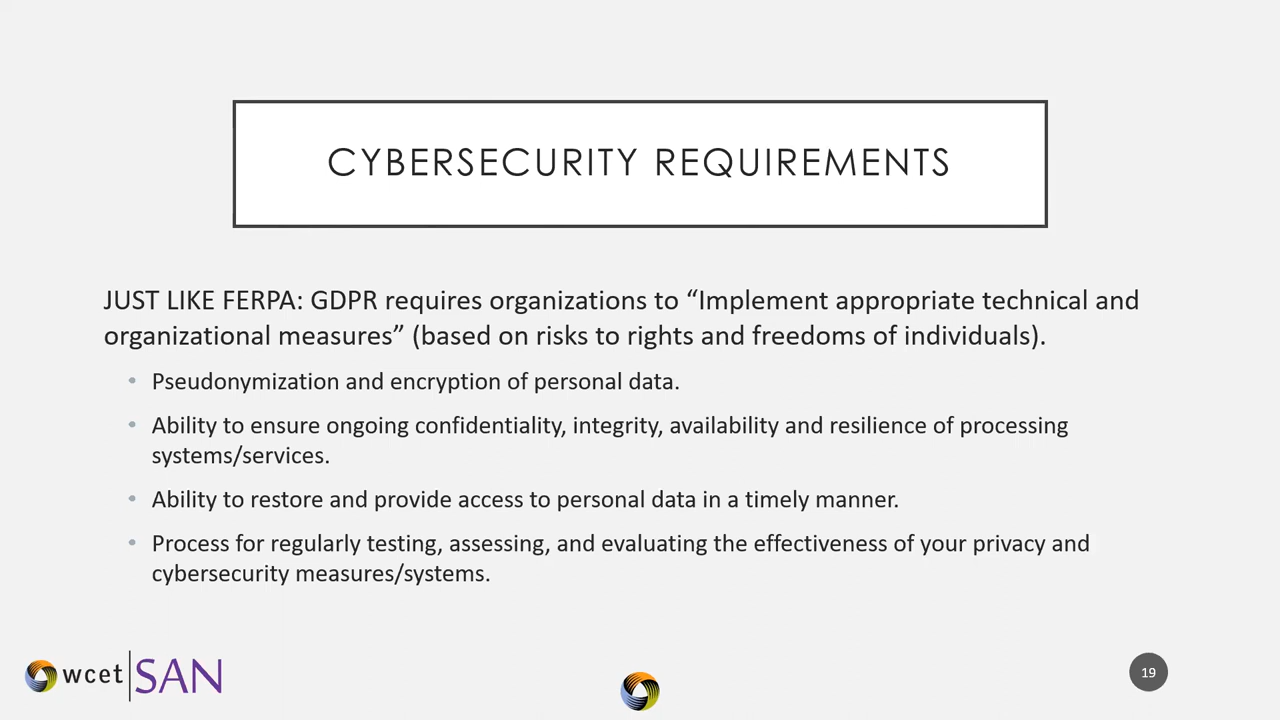 CYBERSECURITY REQUIREMENTS
JUST LIKE FERPA: GDPR requires organizations to “Implement appropriate technical and
organizational measures” (based on risks to rights and freedoms of individuals).
• Pseudonymization and encryption of personal data.
• Ability to ensure ongoing confidentiality, integrity, availability and resilience of processing
systems/services.
• Ability to restore and provide access to personal data in a timely manner.
• Process for regularly testing, assessing, and evaluating the effectiveness of your privacy and
cybersecurity measures/systems.
wcet SAN
19